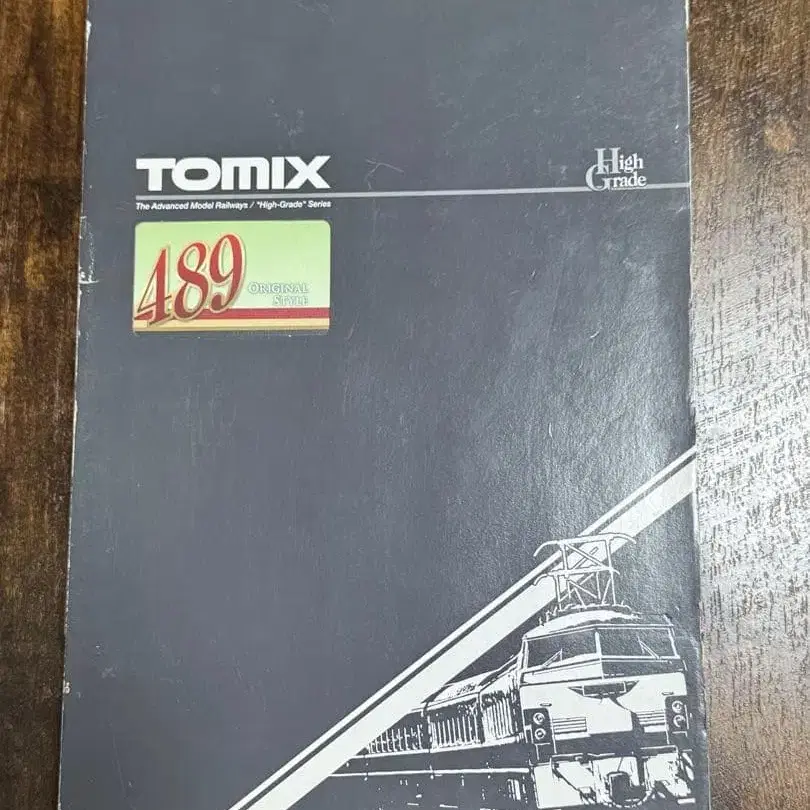 TOMIX
High
Grade
The Advanced Model Railways / "High-Grade" Series
489
ORIGINAL
STYLE